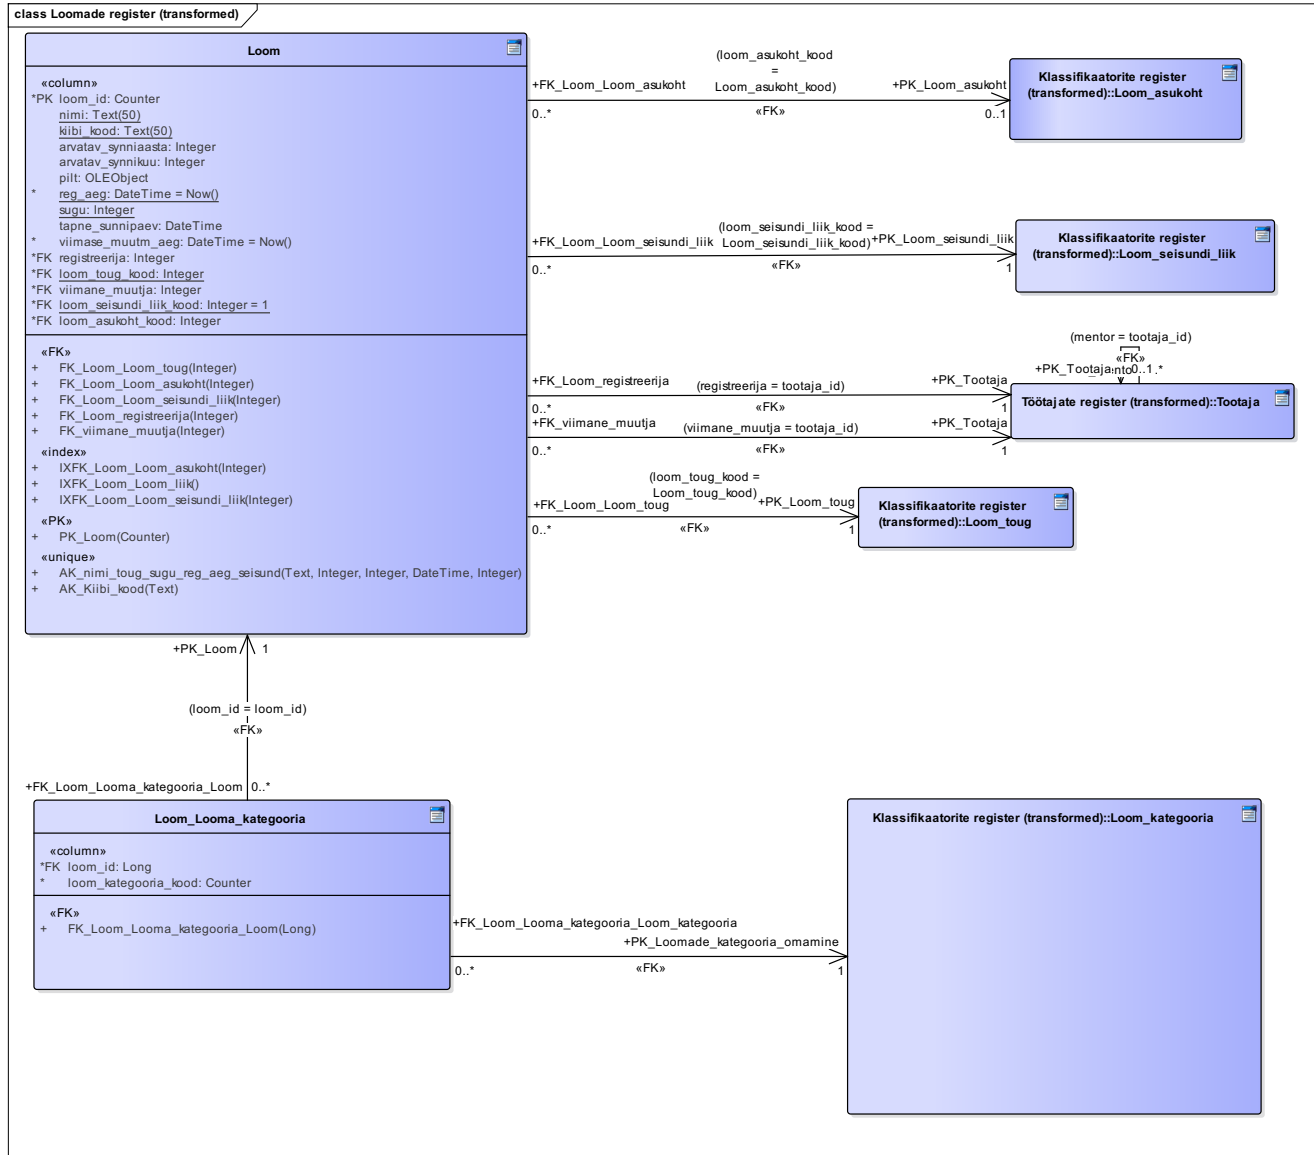 class Loomade register (transformed)
Loom
«column»
*PK loom_id: Counter
nimi: Text(50)
kiibi_kood: Text(50)
arvatav_synniaasta: Integer
arvatav_synnikuu: Integer
pilt: OLEObject
* reg_aeg: DateTime = Now()
sugu: Integer
tapne_sunnipaev: DateTime
* viimase_muutm_aeg: DateTime = Now()
*FK registreerija: Integer
*FK loom_toug_kood: Integer
*FK viimane_muutja: Integer
*FK loom_seisundi_liik_kood: Integer = 1
*FK loom_asukoht_kood: Integer
«FK»
+ FK_Loom_Loom_toug(Integer)
+ FK_Loom_Loom_asukoht(Integer)
+ FK_Loom_Loom_seisundi_liik(Integer)
+ FK_Loom_registreerija(Integer)
+ FK_viimane_muutja(Integer)
«index»
+ IXFK_Loom_Loom_asukoht(Integer)
+ IXFK_Loom_Loom_liik()
+ IXFK_Loom_Loom_seisundi_liik(Integer)
«PK»
+ PK_Loom(Counter)
«unique»
+ AK_nimi_toug_sugu_reg_aeg_seisund(Text, Integer, Integer, DateTime, Integer)
+ AK_Kiibi_kood(Text)
(loom_asukoht_kood
=
Loom_asukoht_kood)
+FK_Loom_Loom_asukoht
+PK_Loom_asukoht
0..*
«FK»
0..1
Klassifikaatorite register
(transformed)::Loom_asukoht
(loom_seisundi_liik_kood =
Loom_seisundi_liik_kood)
+FK_Loom_Loom_seisundi_liik
+PK_Loom_seisundi_liik
0..*
«FK»
1
Klassifikaatorite register
(transformed)::Loom_seisundi_liik
(mentor = tootaja_id)
«FK»
+PK_Tootaja
0..1
..*
+FK_Loom_registreerija
(registreerija = tootaja_id)
+PK_Tootaja
0..*
«FK»
1
Töötajate register (transformed)::Tootaja
+FK_viimane_muutja
(viimane_muutja = tootaja_id)
+PK_Tootaja
0..*
«FK»
1
(loom_toug_kood =
Loom_toug_kood)
+FK_Loom_Loom_toug
+PK_Loom_toug
0..*
«FK»
1
Klassifikaatorite register
(transformed)::Loom_toug
+PK_Loom
1
(loom_id = loom_id)
«FK»
+FK_Loom_Looma_kategooria_Loom
0..*
Loom_Looma_kategooria
«column»
*FK loom_id: Long
* loom_kategooria_kood: Counter
«FK»
+ FK_Loom_Looma_kategooria_Loom(Long)
+FK_Loom_Looma_kategooria_Loom_kategooria
+PK_Loomade_kategooria_omamine
0..*
«FK»
1
Klassifikaatorite register (transformed)::Loom_kategooria